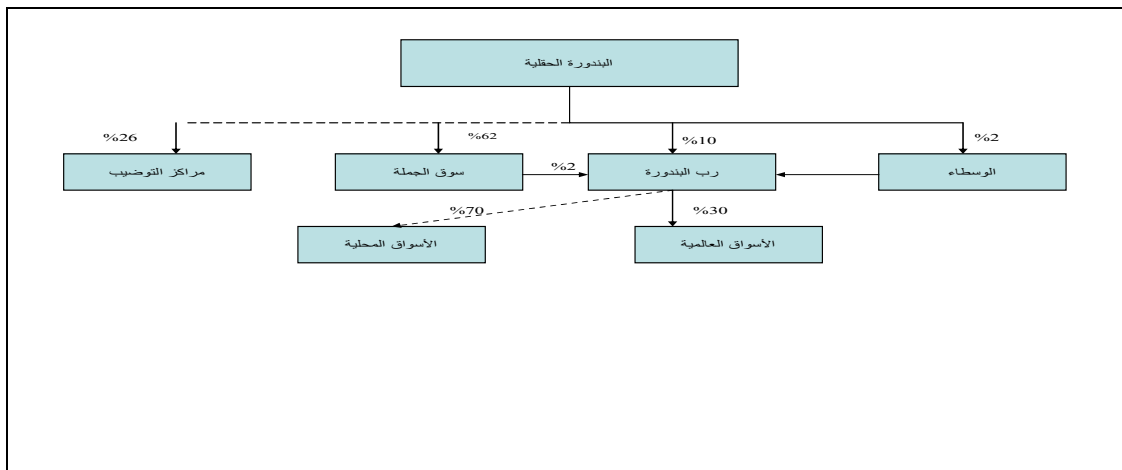 البندورة الحقلية
%2
%10
%62
%26
الوسطاء
رب البندورة
%2
سوق الجملة
مراكز التوضيب
%30
%70
الأسواق العالمية
الأسواق المحلية